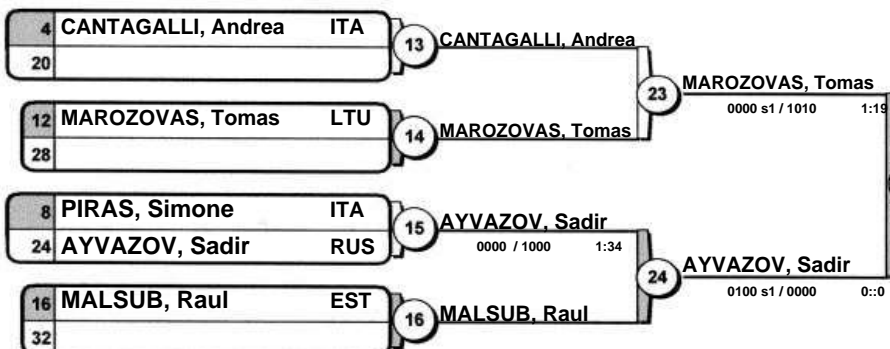 4 CANTAGALLI, Andrea ITA
20
13 CANTAGALLI, Andrea
12 MAROZOVAS, Tomas LTU
28
14 MAROZOVAS, Tomas
23 MAROZOVAS, Tomas
0000 s1 / 1010 1:19
8 PIRAS, Simone ITA
24 AYVAZOV, Sadir RUS
15 AYVAZOV, Sadir
0000 / 1000 1:34
16 MALSUB, Raul EST
32
16 MALSUB, Raul
24 AYVAZOV, Sadir
0100 s1 / 0000 0::0